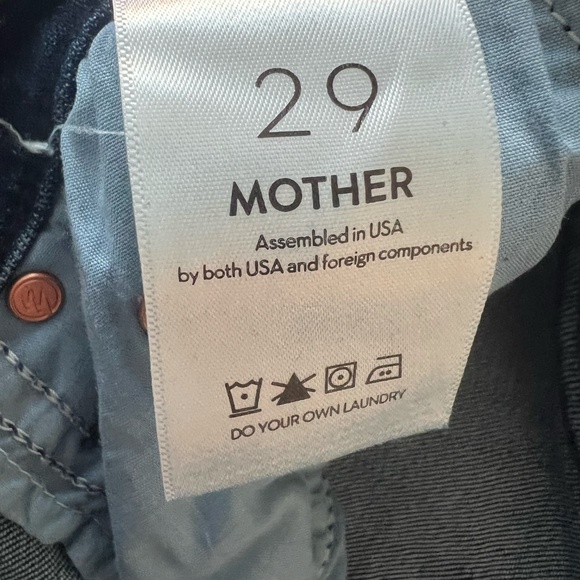 29
MOTHER
Assembled in USA
by both USA and foreign components
DO YOUR OWN LAUNDRY